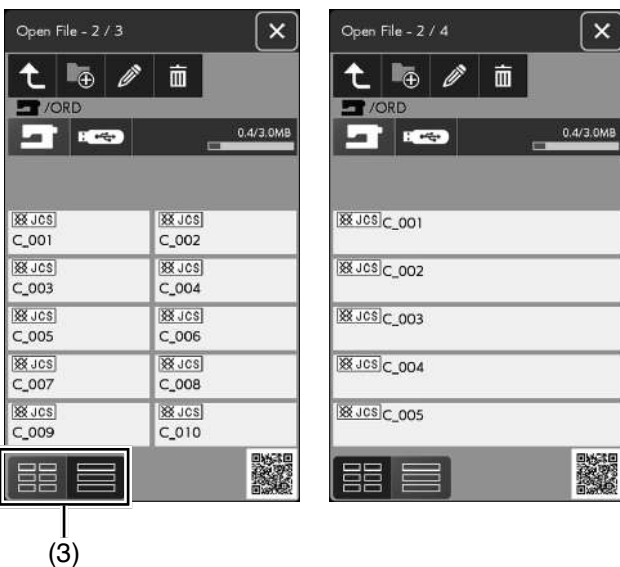 Open File - 2 / 3
/ORD
0.4/3.0MB
JCS
C_001
JCS
C_002
JCS
C_003
JCS
C_004
JCS
C_005
JCS
C_006
JCS
C_007
JCS
C_008
JCS
C_009
JCS
C_010
(3)
Open File - 2 / 4
/ORD
0.4/3.0MB
JCS C_001
JCS C_002
JCS C_003
JCS C_004
JCS C_005